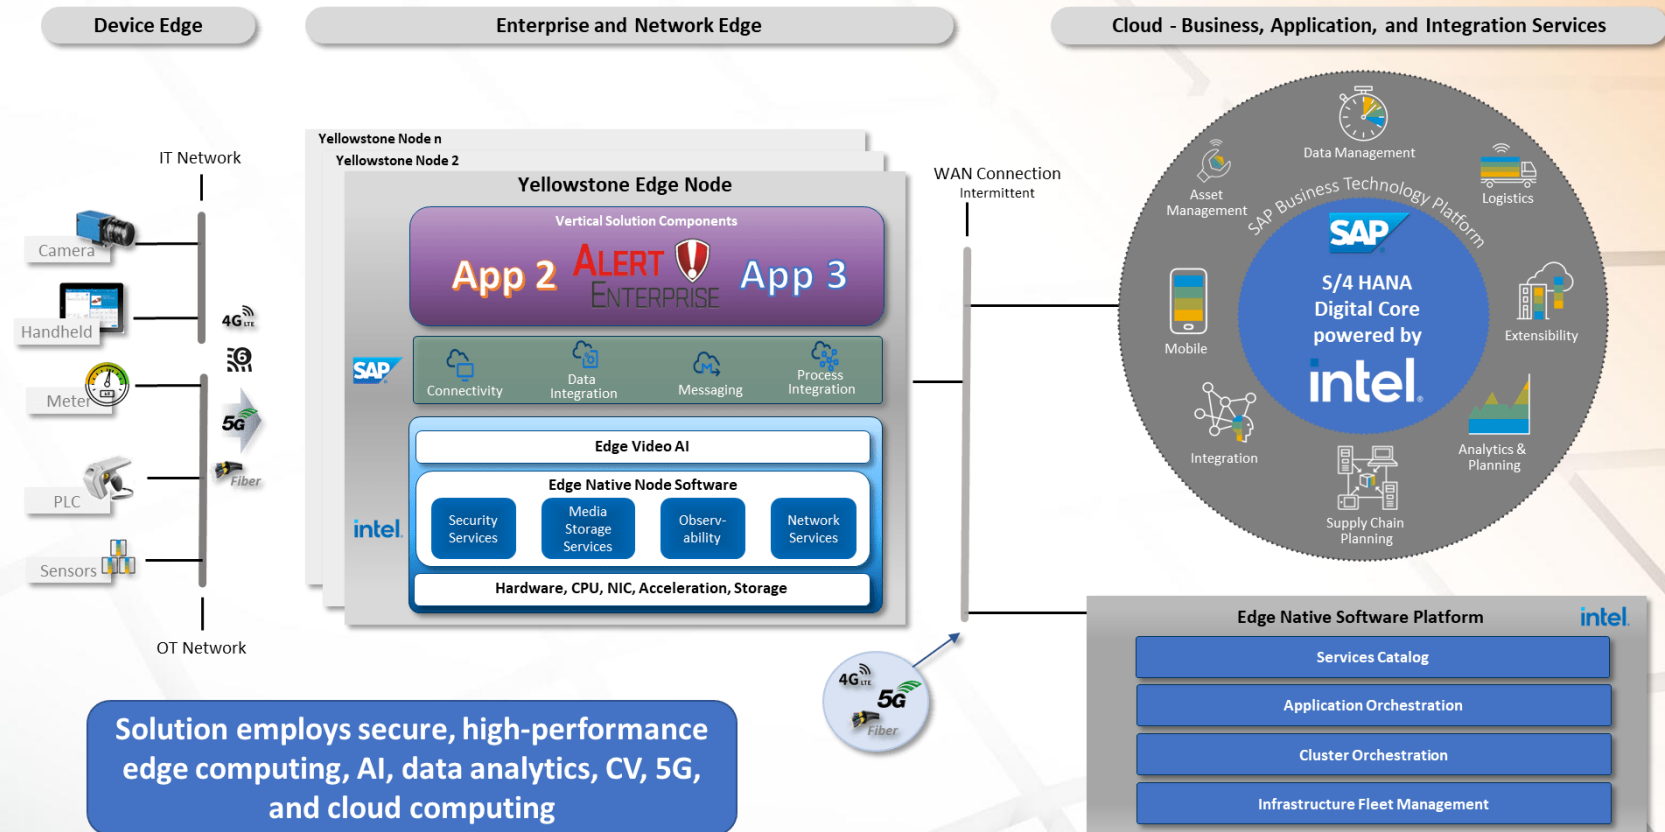 Device Edge
Enterprise and Network Edge
Cloud - Business, Application, and Integration Services
IT Network
Camera
Handheld
Meter
PLC
Sensors
OT Network
4G LTE
6
5G
Fiber
Yellowstone Node n
Yellowstone Node 2
Yellowstone Edge Node
Vertical Solution Components
App 2
ALERT
ENTERPRISE
App 3
SAP
Connectivity
Data
Integration
Messaging
Process
Integration
intel.
Edge Video AI
Edge Native Node Software
Security
Services
Media
Storage
Services
Observ-
ability
Network
Services
Hardware, CPU, NIC, Acceleration, Storage
WAN Connection
Intermittent
4G LTE
5G
Fiber
SAP Business Technology Platform
Data Management
Logistics
Extensibility
Analytics &
Planning
Supply Chain
Planning
Integration
Mobile
Asset
Management
SAP
S/4 HANA
Digital Core
powered by
intel.
Edge Native Software Platform
intel.
Services Catalog
Application Orchestration
Cluster Orchestration
Infrastructure Fleet Management
Solution employs secure, high-performance
edge computing, AI, data analytics, CV, 5G,
and cloud computing